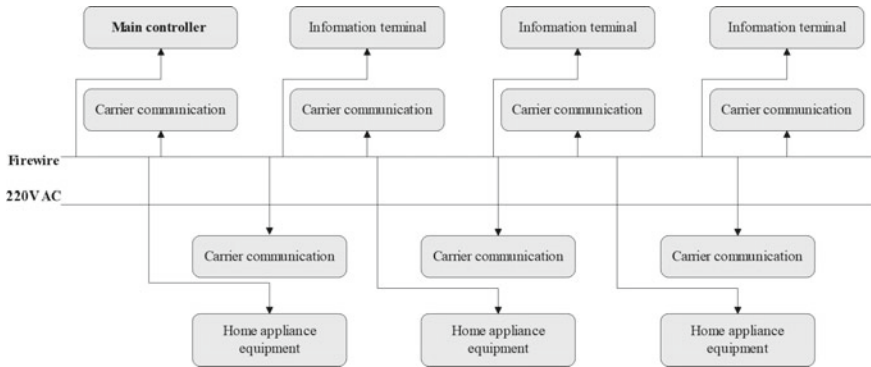 Main controller
Information terminal
Information terminal
Information terminal
Carrier communication
Carrier communication
Carrier communication
Carrier communication
Firewire
220V AC
Carrier communication
Carrier communication
Carrier communication
Home appliance
equipment
Home appliance
equipment
Home appliance
equipment